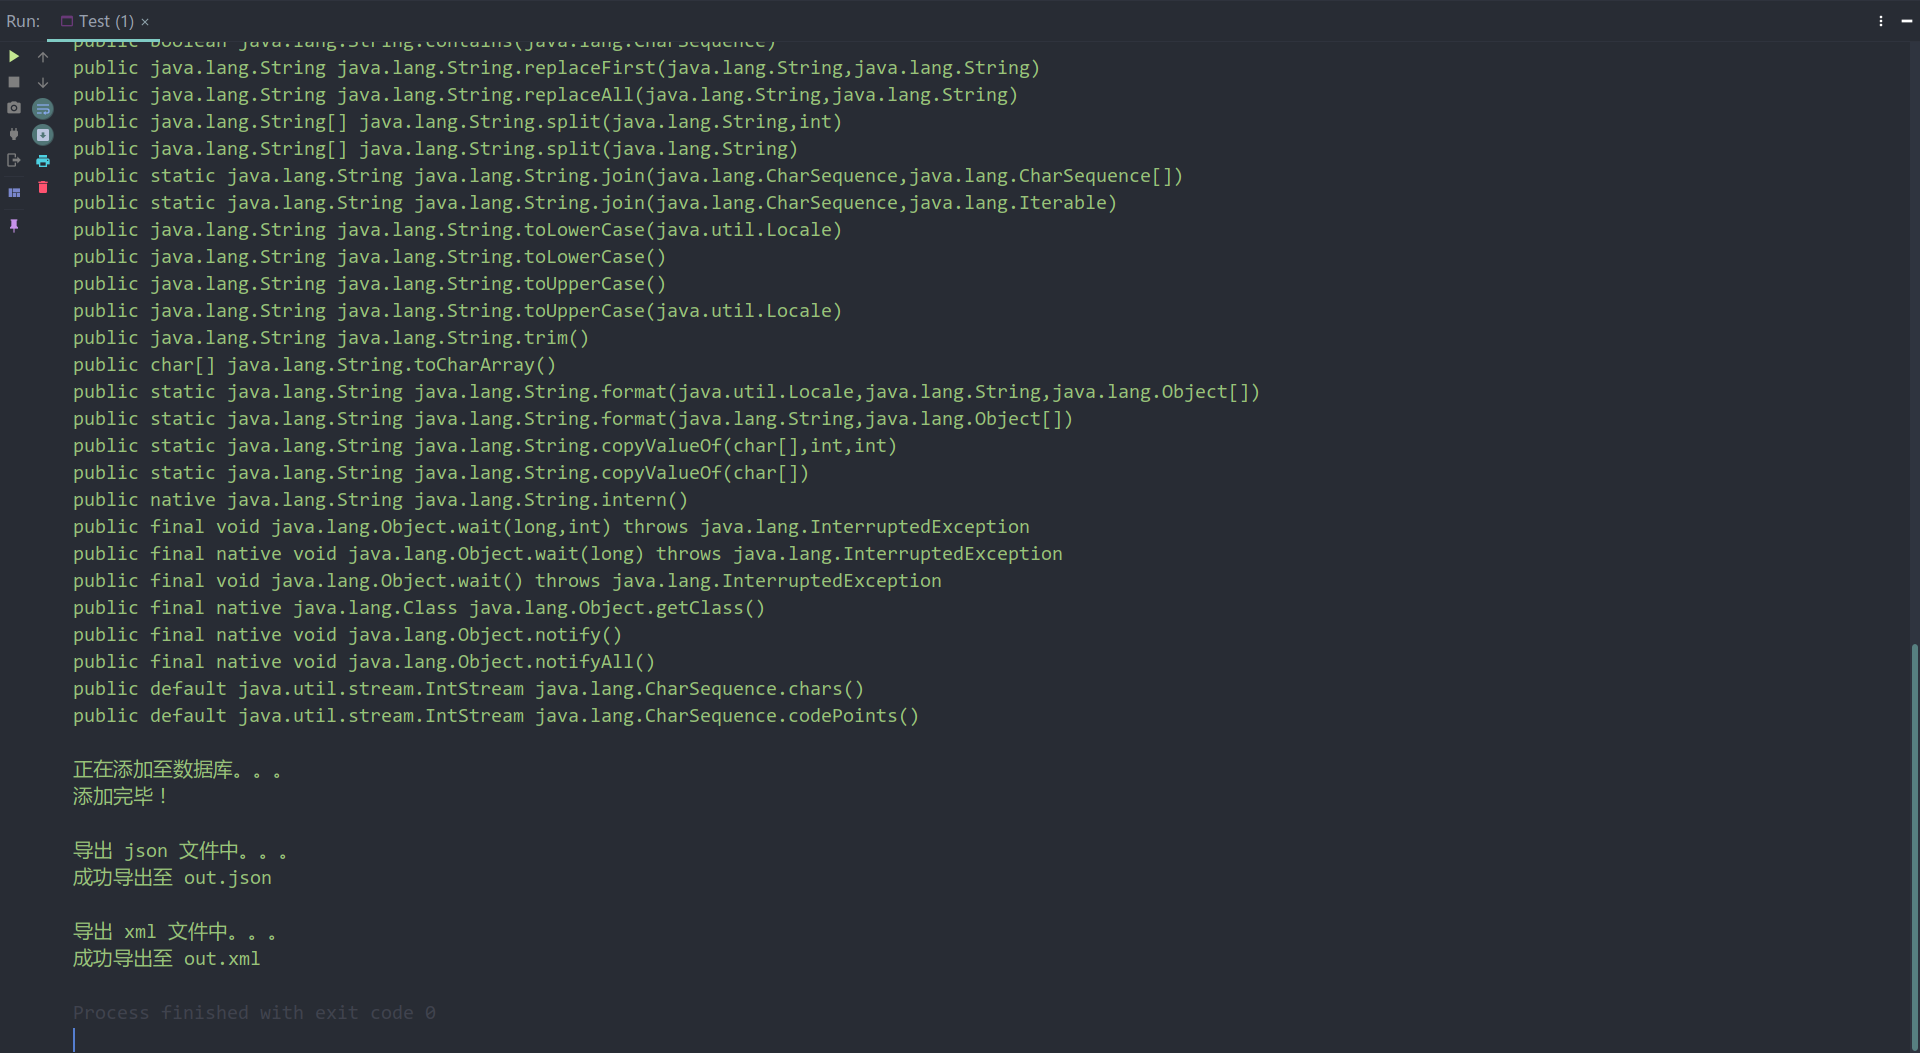 Run: Test (1) ×
public boolean java.lang.String.contains(java.lang.CharSequence)
public java.lang.String java.lang.String.replaceFirst(java.lang.String,java.lang.String)
public java.lang.String java.lang.String.replaceAll(java.lang.String,java.lang.String)
public java.lang.String[] java.lang.String.split(java.lang.String,int)
public java.lang.String[] java.lang.String.split(java.lang.String)
public static java.lang.String java.lang.String.join(java.lang.CharSequence,java.lang.CharSequence[])
public static java.lang.String java.lang.String.join(java.lang.CharSequence,java.lang.Iterable)
public java.lang.String java.lang.String.toLowerCase(java.util.Locale)
public java.lang.String java.lang.String.toLowerCase()
public java.lang.String java.lang.String.toUpperCase()
public java.lang.String java.lang.String.toUpperCase(java.util.Locale)
public java.lang.String java.lang.String.trim()
public char[] java.lang.String.toCharArray()
public static java.lang.String java.lang.String.format(java.util.Locale,java.lang.String,java.lang.Object[])
public static java.lang.String java.lang.String.format(java.lang.String,java.lang.Object[])
public static java.lang.String java.lang.String.copyValueOf(char[],int,int)
public static java.lang.String java.lang.String.copyValueOf(char[])
public native java.lang.String java.lang.String.intern()
public final void java.lang.Object.wait(long,int) throws java.lang.InterruptedException
public final native void java.lang.Object.wait(long) throws java.lang.InterruptedException
public final void java.lang.Object.wait() throws java.lang.InterruptedException
public final native java.lang.Class java.lang.Object.getClass()
public final native void java.lang.Object.notify()
public final native void java.lang.Object.notifyAll()
public default java.util.stream.IntStream java.lang.CharSequence.chars()
public default java.util.stream.IntStream java.lang.CharSequence.codePoints()
正在添加至数据库。。。
添加完毕！
导出 json 文件中。。。
成功导出至 out.json
导出 xml 文件中。。。
成功导出至 out.xml
Process finished with exit code 0